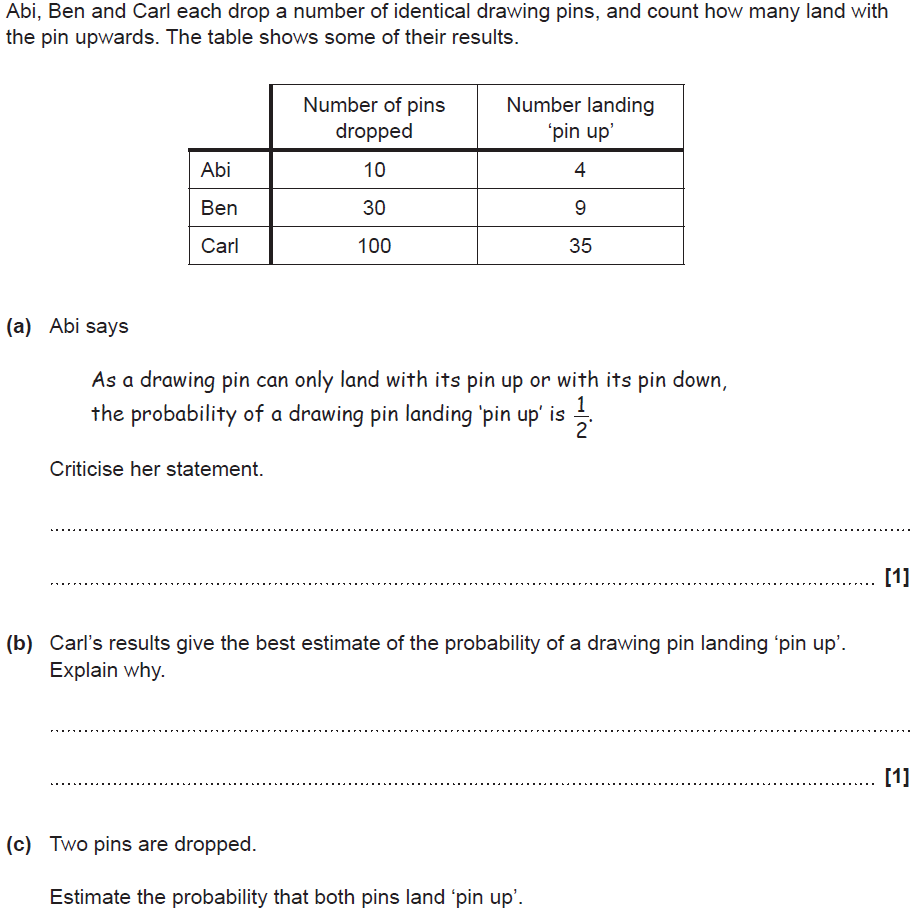 Abi, Ben and Carl each drop a number of identical drawing pins, and count how many land with
the pin upwards. The table shows some of their results.
Number of pins dropped Number landing ‘pin up’
Abi 10 4
Ben 30 9
Carl 100 35
(a) Abi says
As a drawing pin can only land with its pin up or with its pin down,
the probability of a drawing pin landing ‘pin up’ is 1/2.
Criticise her statement.
[1]
(b) Carl’s results give the best estimate of the probability of a drawing pin landing ‘pin up’.
Explain why.
[1]
(c) Two pins are dropped.
Estimate the probability that both pins land ‘pin up’.